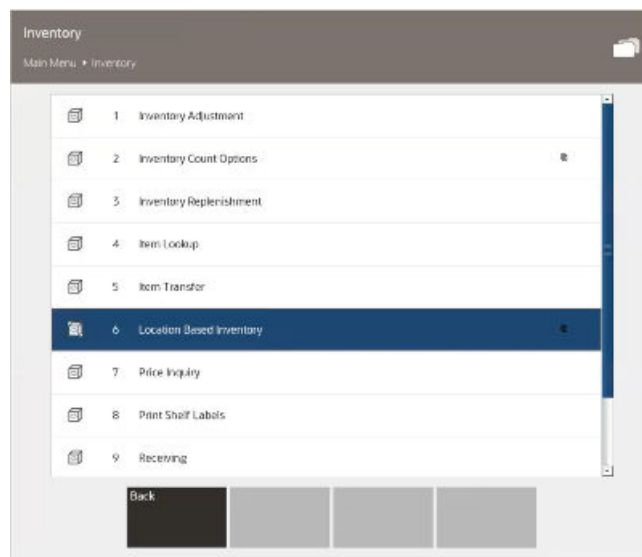 Inventory
Main Menu ▸ Inventory
1 Inventory Adjustment
2 Inventory Count Options
3 Inventory Replenishment
4 Item Lookup
5 Item Transfer
6 Location Based Inventory
7 Price Inquiry
8 Print Shelf Labels
9 Receiving
Back